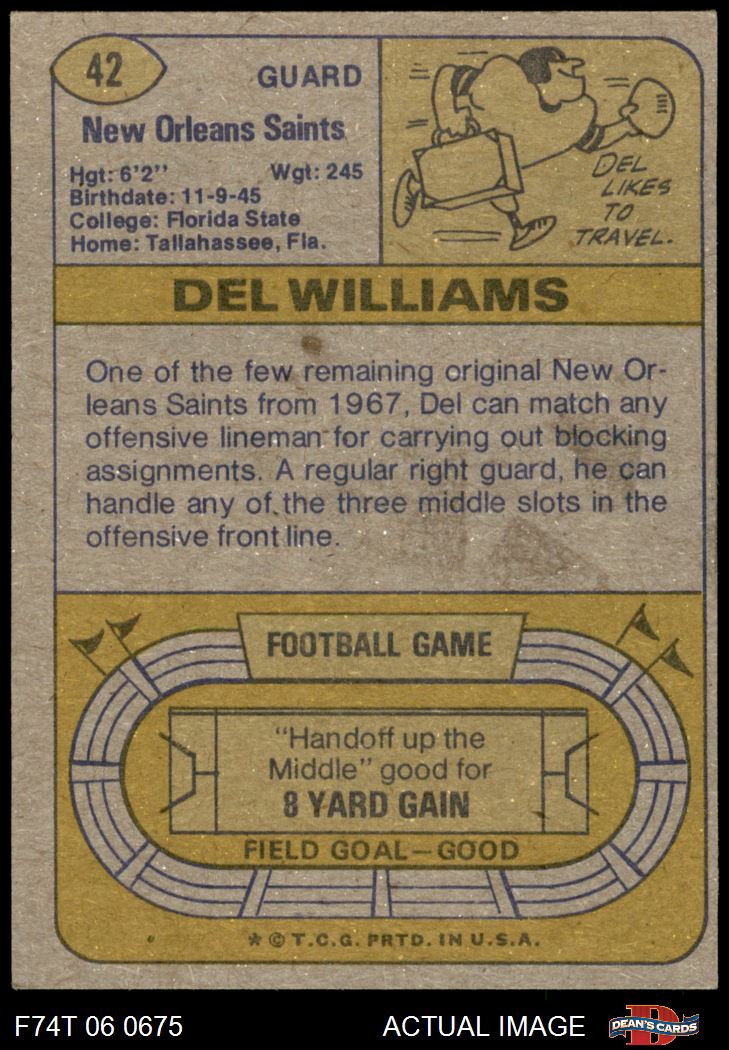 42
GUARD
New Orleans Saints
Hgt: 6'2'' Wgt: 245
Birthdate: 11-9-45
College: Florida State
Home: Tallahassee, Fla.
DEL
LIKES
TO
TRAVEL.
DEL WILLIAMS
One of the few remaining original New Or-
leans Saints from 1967, Del can match any
offensive lineman for carrying out blocking
assignments. A regular right guard, he can
handle any of the three middle slots in the
offensive front line.
FOOTBALL GAME
"Handoff up the
Middle" good for
8 YARD GAIN
FIELD GOAL—GOOD
* © T.C.G. PRTD. IN U.S.A.
F74T 06 0675
ACTUAL IMAGE
D
DEAN'S CARDS